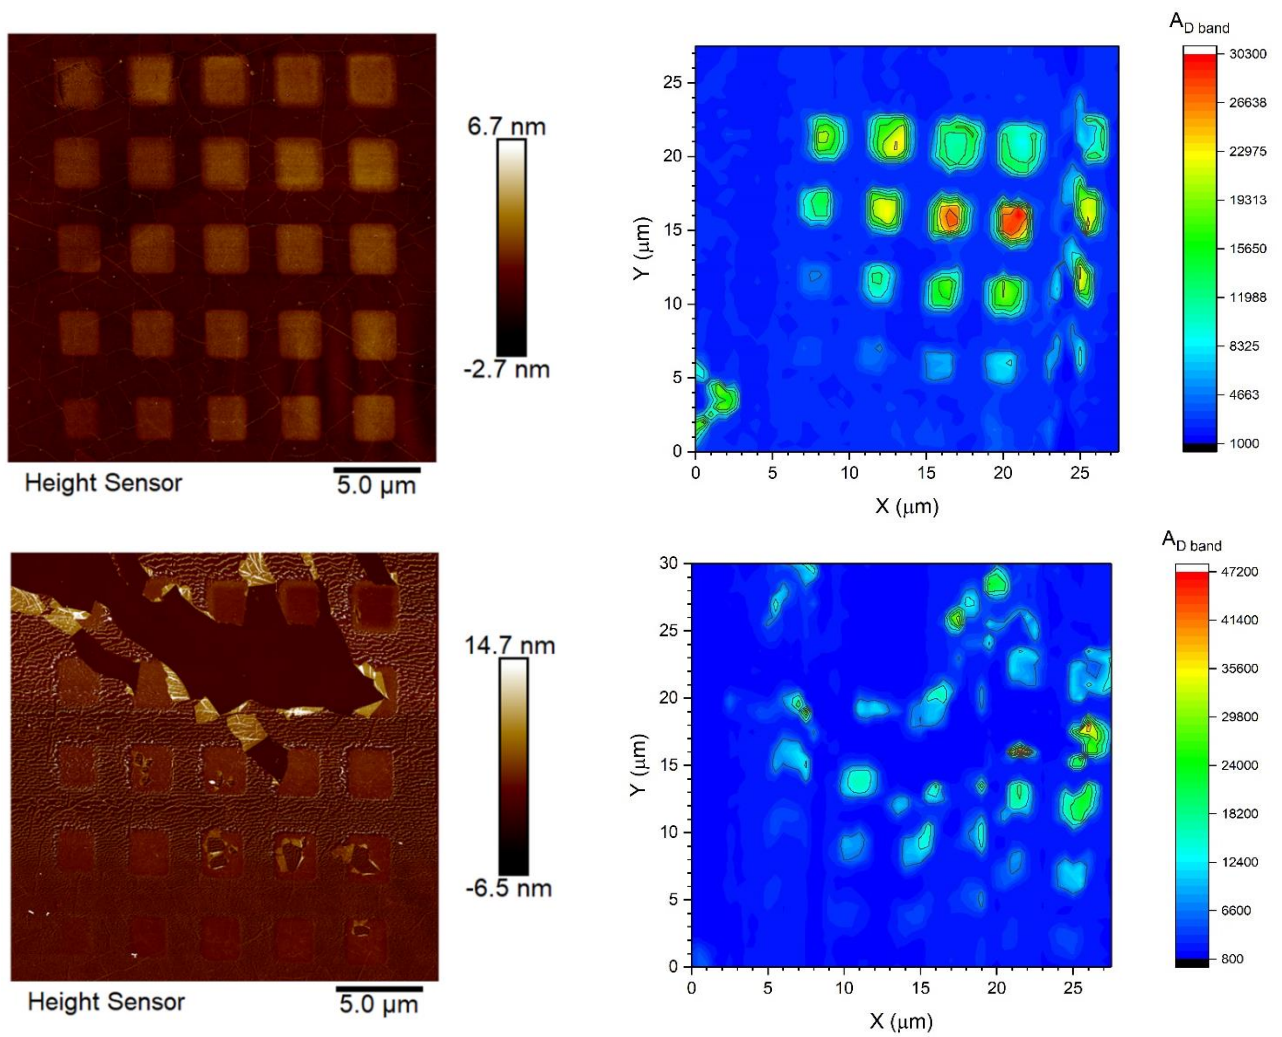 6.7 nm
-2.7 nm
Height Sensor
5.0 µm
A D band
30300
26638
22975
19313
15650
11988
8325
4663
1000
25
20
15
10
5
0
Y (µm)
0 5 10 15 20 25
X (µm)
14.7 nm
-6.5 nm
Height Sensor
5.0 µm
A D band
47200
41400
35600
29800
24000
18200
12400
6600
800
30
25
20
15
10
5
0
Y (µm)
0 5 10 15 20 25
X (µm)